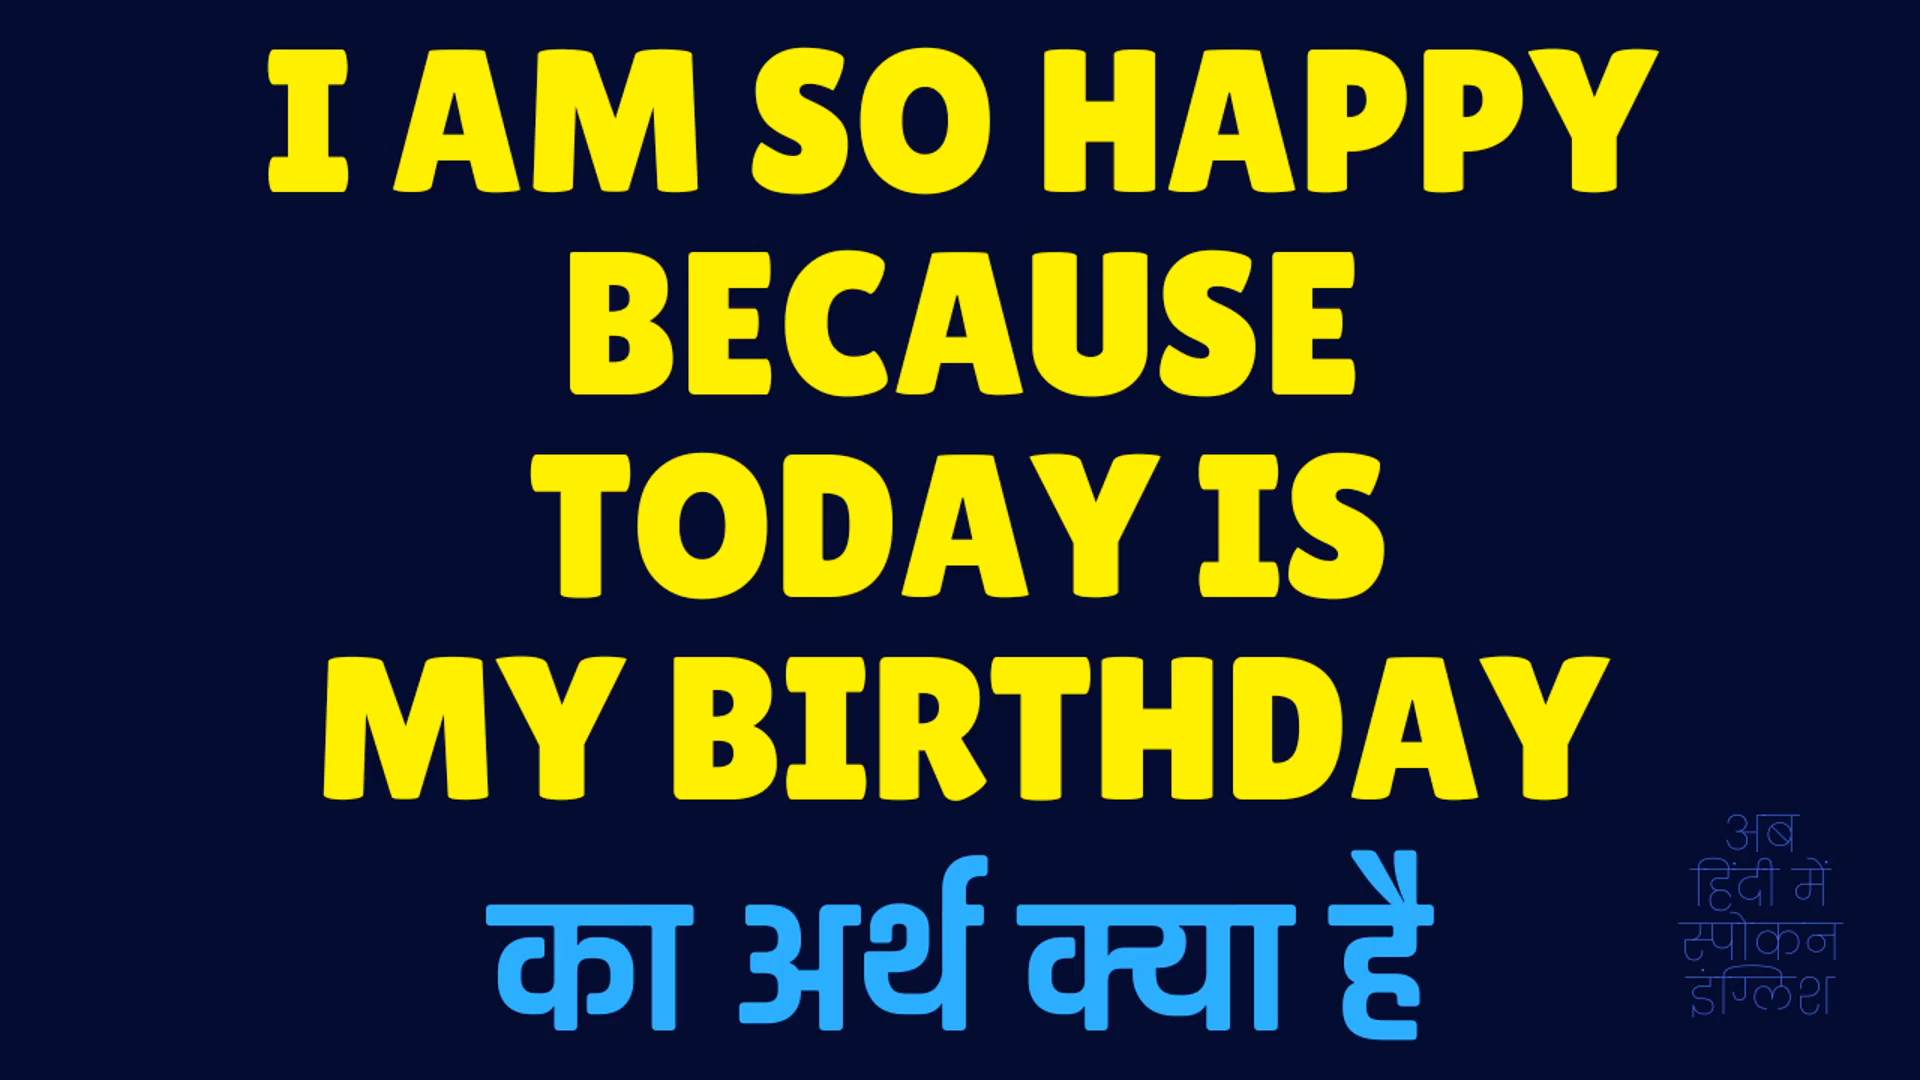 I AM SO HAPPY
BECAUSE
TODAY IS
MY BIRTHDAY
का अर्थ क्या है
अब
हिंदी में
स्पोकन
इंग्लिश